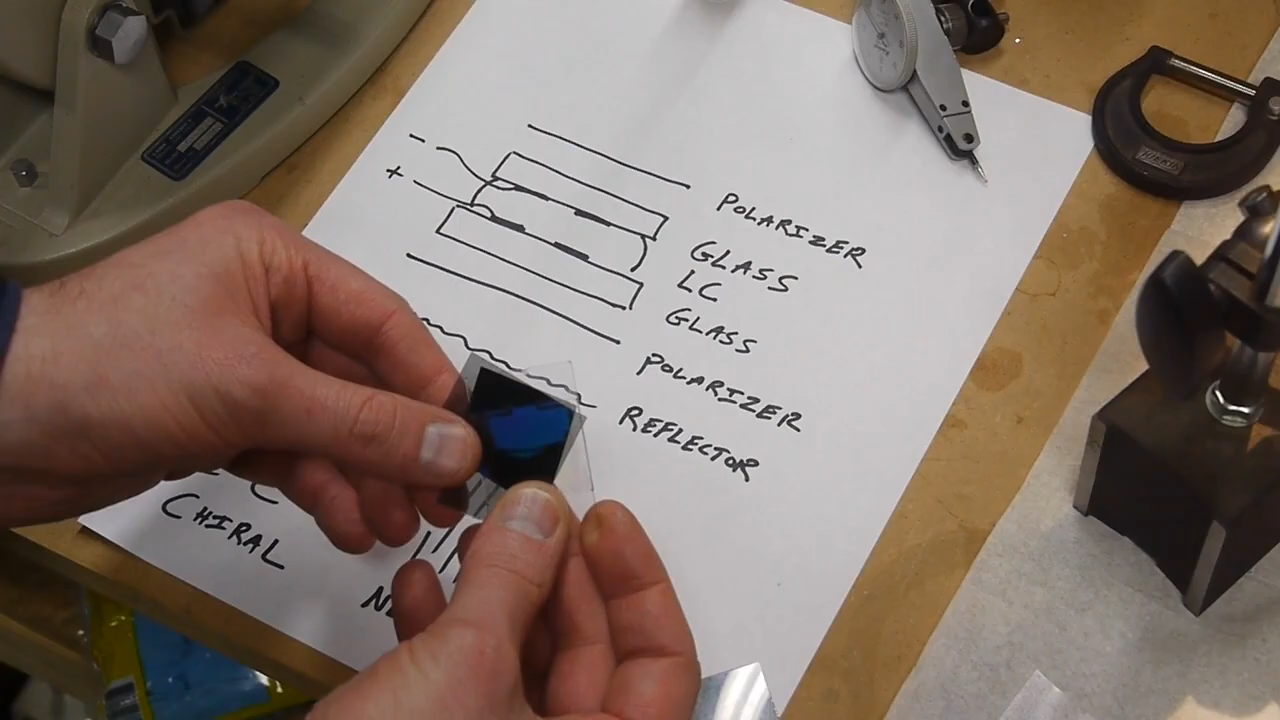 -
+
POLARIZER
GLASS
LC
GLASS
POLARIZER
REFLECTOR
C
CHIRAL